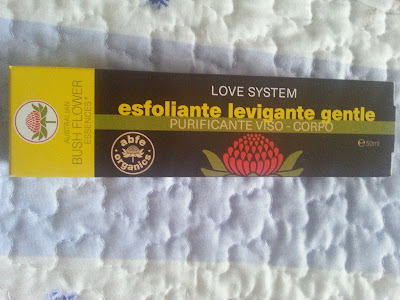 AUSTRALIAN
BUSH FLOWER
ESSENCES®
LOVE SYSTEM
esfoliante levigante gentle
PURIFICANTE VISO - CORPO
abfe
organics
℮ 50ml